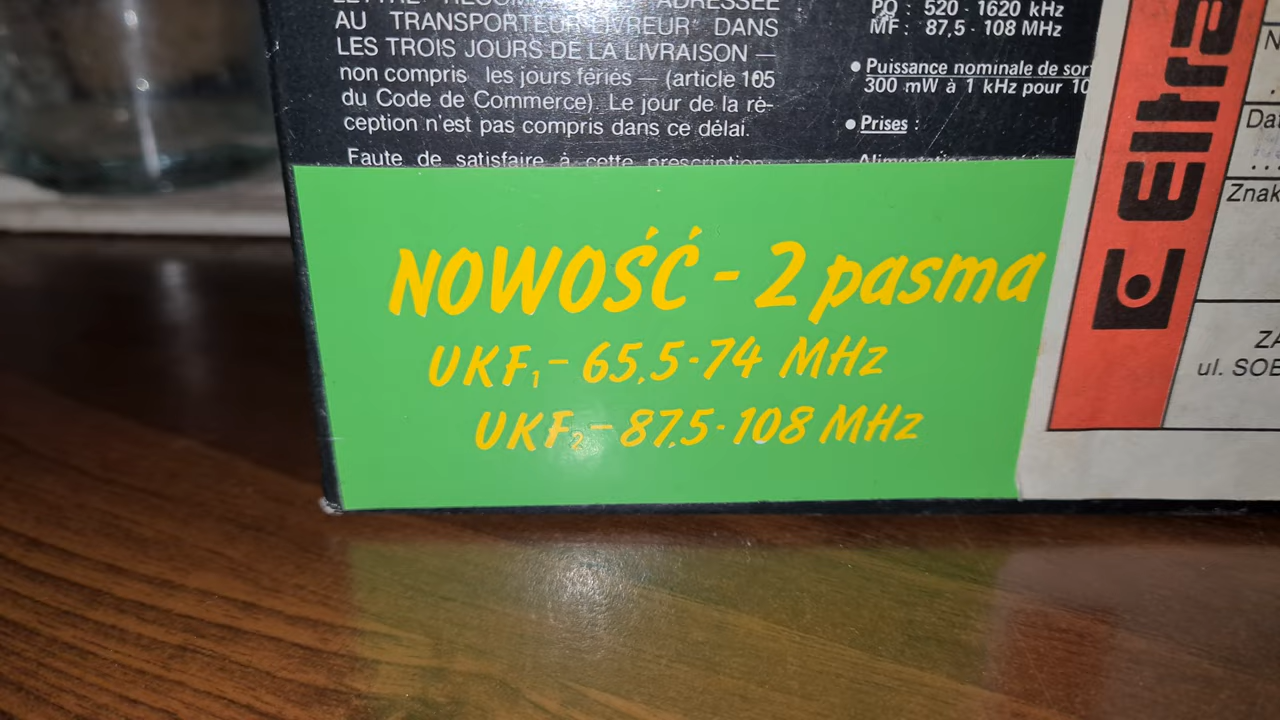 LETTRE RECOMMANDÉE ADRESSÉE
AU TRANSPORTEUR LIVREUR DANS
LES TROIS JOURS DE LA LIVRAISON —
non compris les jours fériés — (article 105
du Code de Commerce). Le jour de la ré-
ception n'est pas compris dans ce délai.
Faute de satisfaire à cette prescription
PO : 520 - 1620 kHz
MF : 87,5 - 108 MHz
● Puissance nominale de sor
300 mW à 1 kHz pour 10
● Prises :
Alimentation
NOWOŚĆ - 2 pasma
UKF₁ - 65,5-74 MHz
UKF₂ - 87,5-108 MHz
Eltra
N
Dat
Znak
ZA
ul. SOB